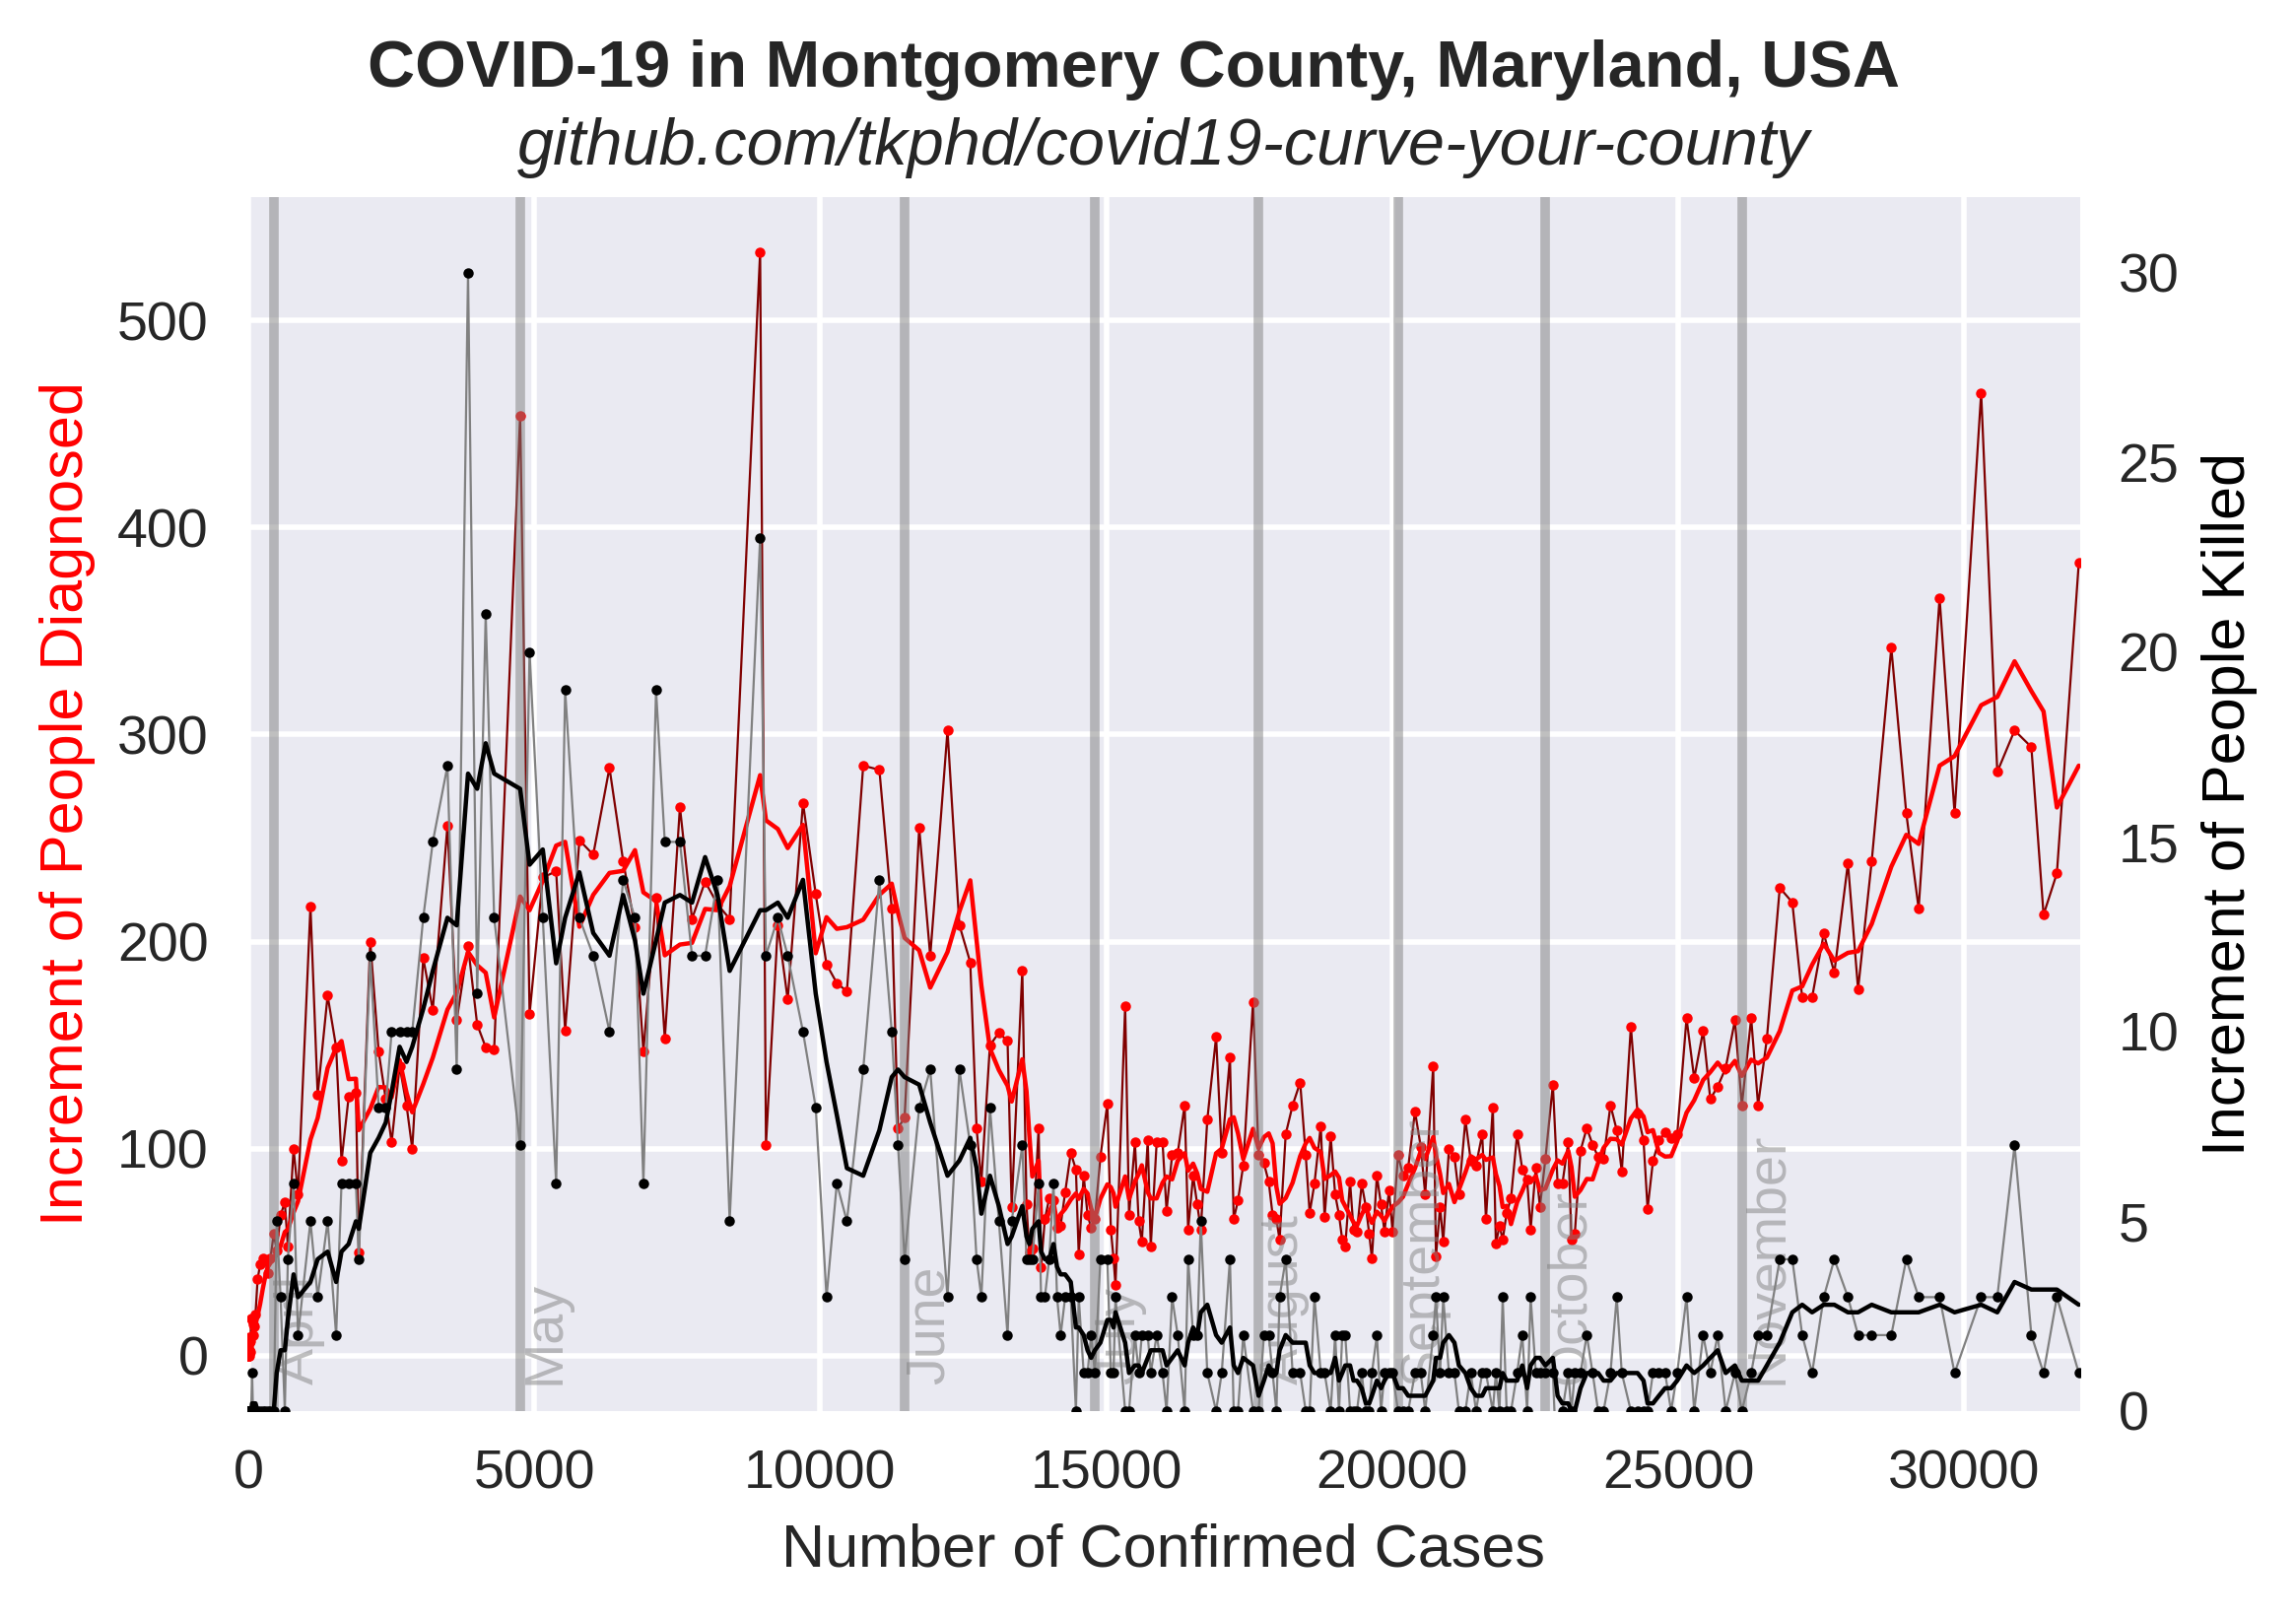 COVID-19 in Montgomery County, Maryland, USA
github.com/tkphd/covid19-curve-your-county
Increment of People Diagnosed
500
400
300
200
100
0
30
25
20
15
10
5
0
Increment of People Killed
April
May
June
July
August
September
October
November
0
5000
10000
15000
20000
25000
30000
Number of Confirmed Cases